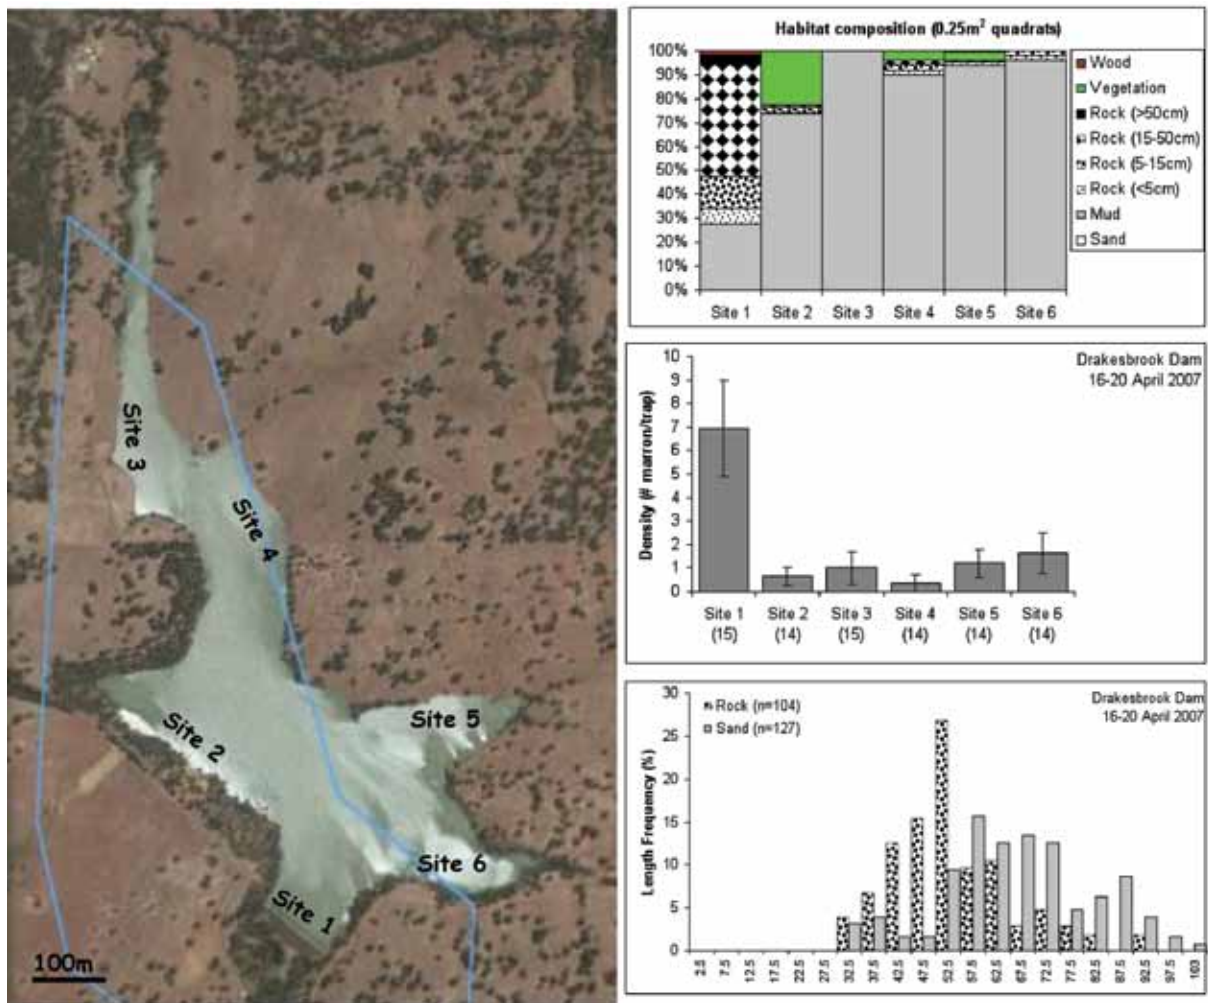 Site 3
Site 4
Site 5
Site 2
Site 6
Site 1
100m
Habitat composition (0.25m² quadrats)
100%
90%
80%
70%
60%
50%
40%
30%
20%
10%
0%
Site 1 Site 2 Site 3 Site 4 Site 5 Site 6
Wood
Vegetation
Rock (>50cm)
Rock (15-50cm)
Rock (5-15cm)
Rock (<5cm)
Mud
Sand
Drakesbrook Dam
16-20 April 2007
Density (# marron/trap)
10
9
8
7
6
5
4
3
2
1
0
Site 1 Site 2 Site 3 Site 4 Site 5 Site 6
(15) (14) (15) (14) (14) (14)
Drakesbrook Dam
16-20 April 2007
Rock (n=104)
Sand (n=127)
Length Frequency (%)
30
25
20
15
10
5
0
2.5 7.5 12.5 17.5 22.5 27.5 32.5 37.5 42.5 47.5 52.5 57.5 62.5 67.5 72.5 77.5 82.5 87.5 92.5 97.5 103